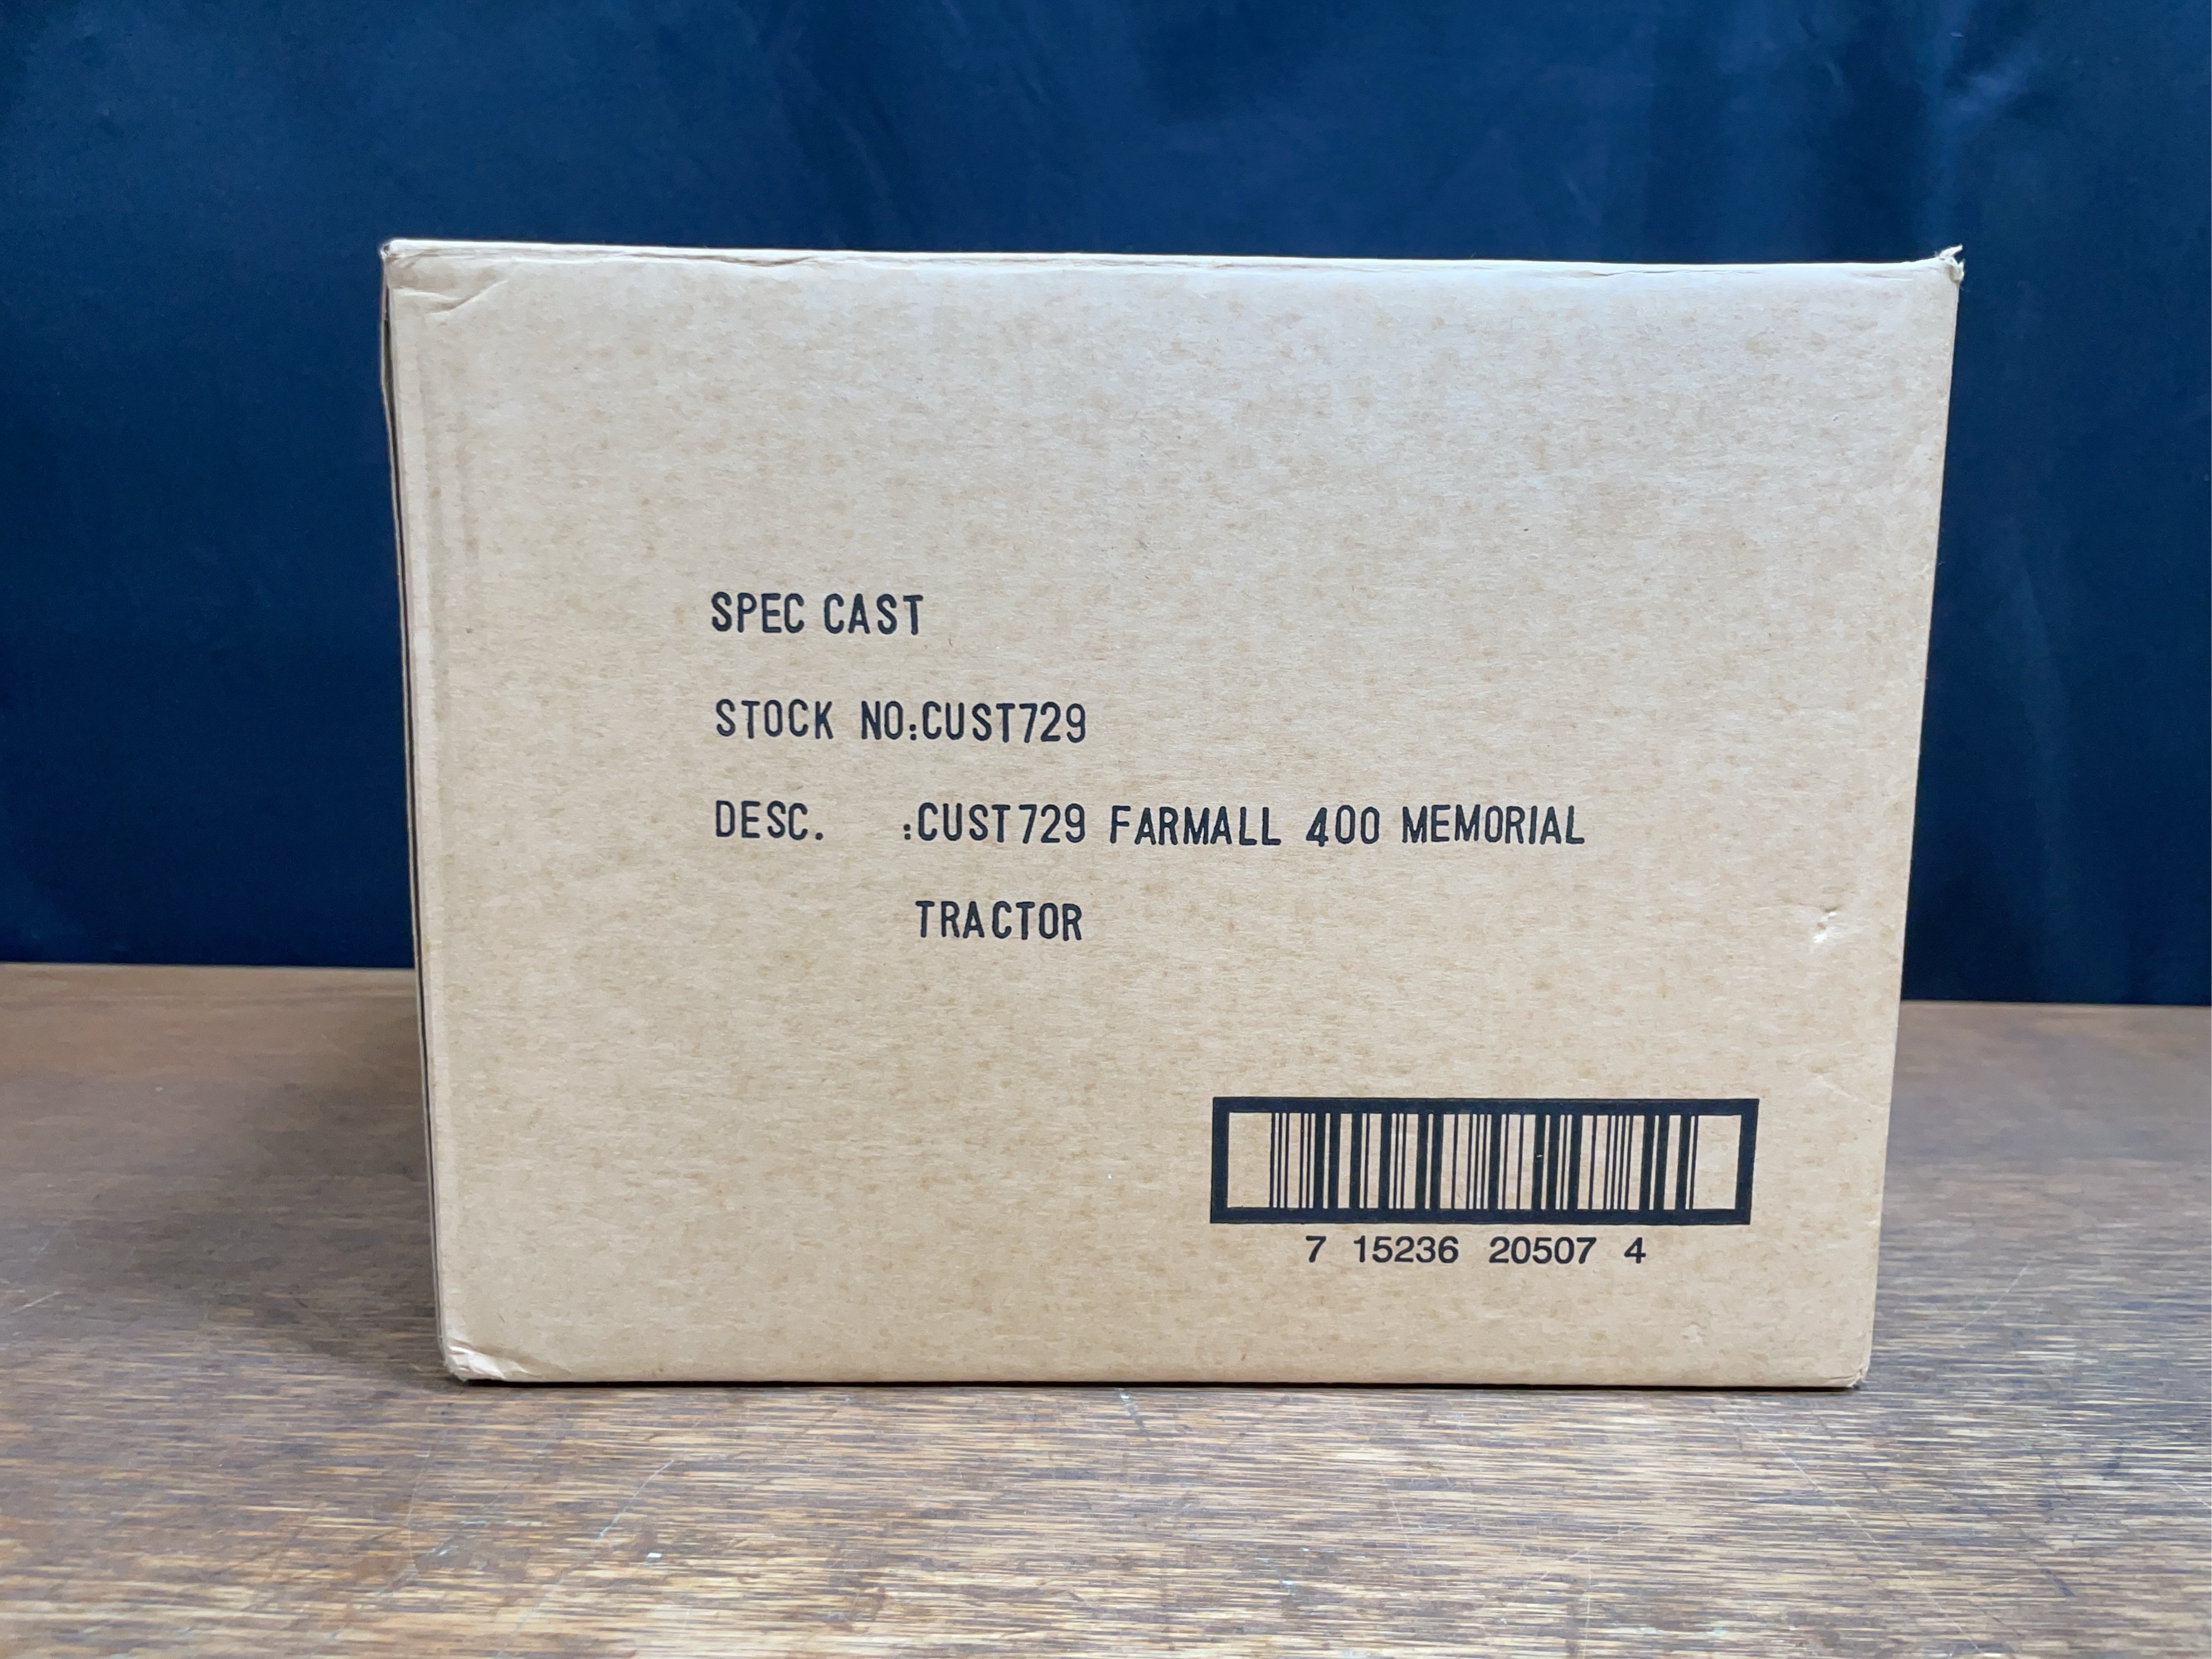 SPEC CAST
STOCK NO:CUST729
DESC. :CUST729 FARMALL 400 MEMORIAL
TRACTOR
7 15236 20507 4